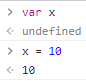 > var x
< undefined
> x = 10
< 10